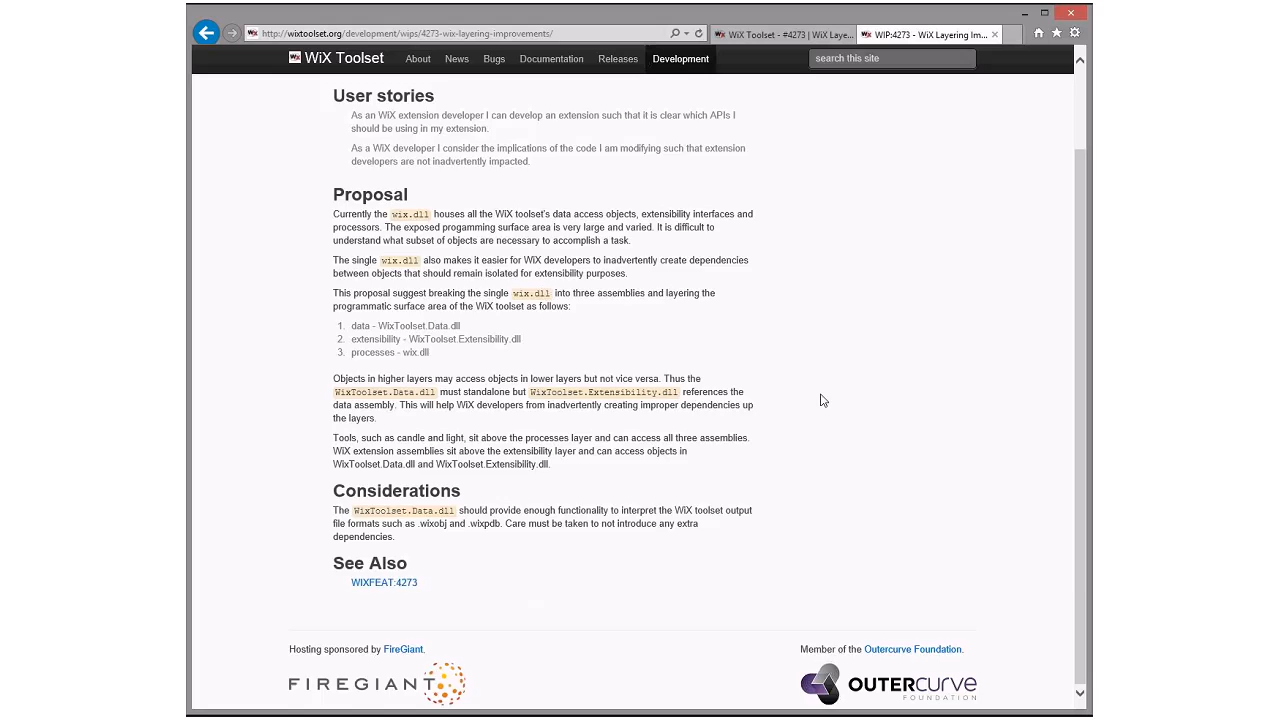 http://wixtoolset.org/development/wips/4273-wix-layering-improvements/
WiX Toolset - #4273 | WiX Laye...
WIP:4273 - WiX Layering Im...
WiX Toolset
About
News
Bugs
Documentation
Releases
Development
search this site
User stories
As an WiX extension developer I can develop an extension such that it is clear which APIs I
should be using in my extension.
As a WiX developer I consider the implications of the code I am modifying such that extension
developers are not inadvertently impacted.
Proposal
Currently the wix.dll houses all the WiX toolset's data access objects, extensibility interfaces and
processors. The exposed progamming surface area is very large and varied. It is difficult to
understand what subset of objects are necessary to accomplish a task.
The single wix.dll also makes it easier for WiX developers to inadvertently create dependencies
between objects that should remain isolated for extensibility purposes.
This proposal suggest breaking the single wix.dll into three assemblies and layering the
programmatic surface area of the WiX toolset as follows:
1. data - WixToolset.Data.dll
2. extensibility - WixToolset.Extensibility.dll
3. processes - wix.dll
Objects in higher layers may access objects in lower layers but not vice versa. Thus the
WixToolset.Data.dll must standalone but WixToolset.Extensibility.dll references the
data assembly. This will help WiX developers from inadvertently creating improper dependencies up
the layers.
Tools, such as candle and light, sit above the processes layer and can access all three assemblies.
WiX extension assemblies sit above the extensibility layer and can access objects in
WixToolset.Data.dll and WixToolset.Extensibility.dll.
Considerations
The WixToolset.Data.dll should provide enough functionality to interpret the WiX toolset output
file formats such as .wixobj and .wixpdb. Care must be taken to not introduce any extra
dependencies.
See Also
WIXFEAT:4273
Hosting sponsored by FireGiant.
Member of the Outercurve Foundation.
FIREGIANT
OUTERCURVE
FOUNDATION